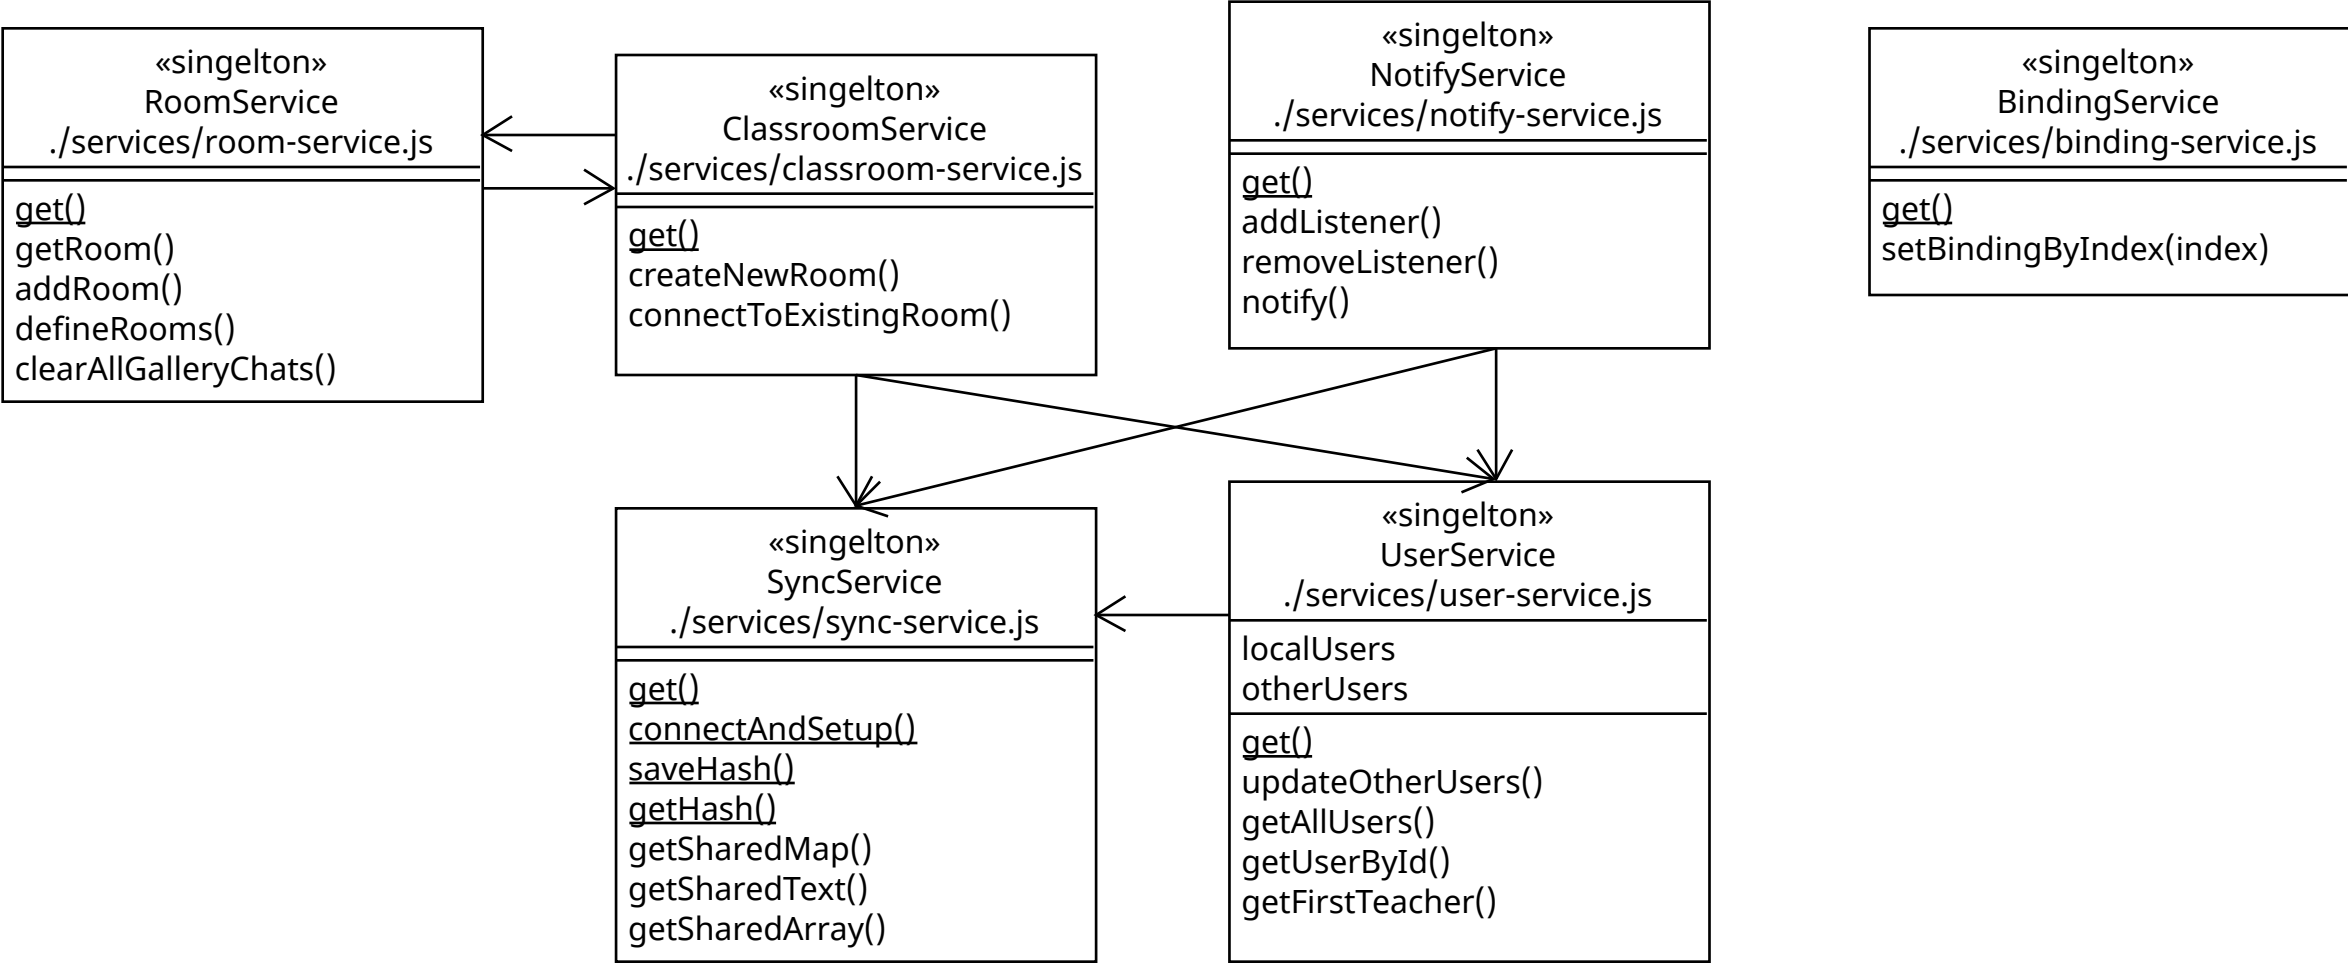 «singelton»
RoomService
./services/room-service.js
get()
getRoom()
addRoom()
defineRooms()
clearAllGalleryChats()
«singelton»
ClassroomService
./services/classroom-service.js
get()
createNewRoom()
connectToExistingRoom()
«singelton»
NotifyService
./services/notify-service.js
get()
addListener()
removeListener()
notify()
«singelton»
BindingService
./services/binding-service.js
get()
setBindingByIndex(index)
«singelton»
SyncService
./services/sync-service.js
get()
connectAndSetup()
saveHash()
getHash()
getSharedMap()
getSharedText()
getSharedArray()
«singelton»
UserService
./services/user-service.js
localUsers
otherUsers
get()
updateOtherUsers()
getAllUsers()
getUserById()
getFirstTeacher()